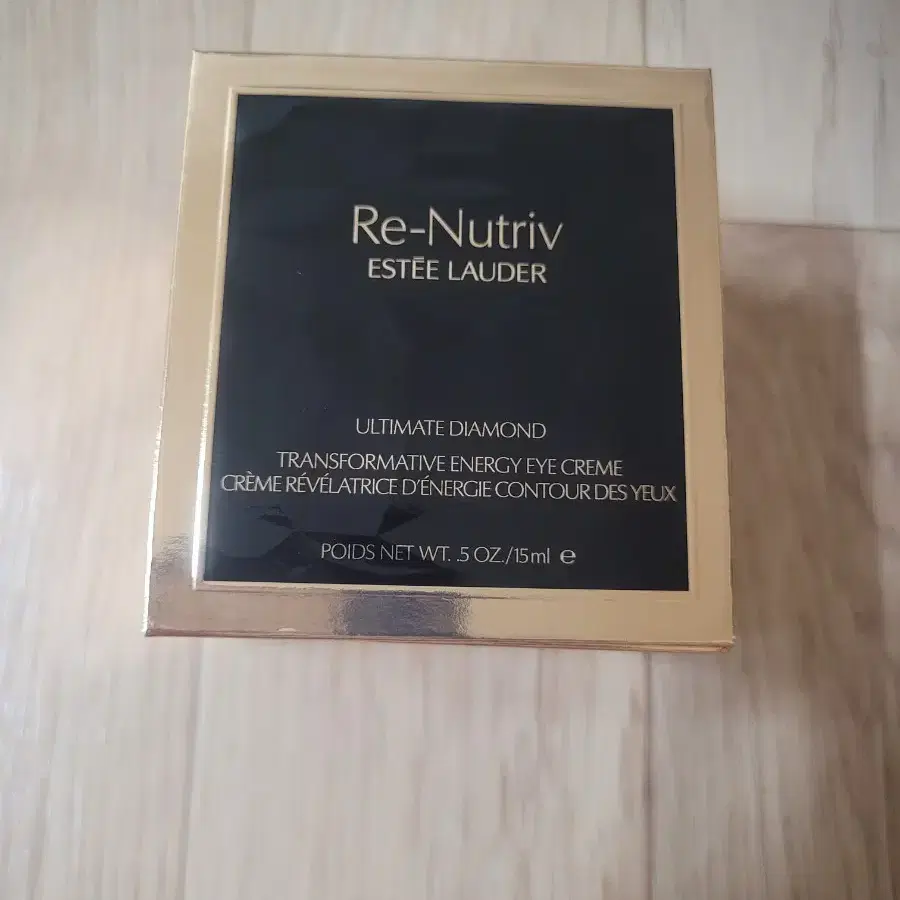 Re-Nutriv
ESTĒE LAUDER
ULTIMATE DIAMOND
TRANSFORMATIVE ENERGY EYE CREME
CRÈME RÉVÉLATRICE D'ÉNERGIE CONTOUR DES YEUX
POIDS NET WT. .5 OZ./15ml ℮